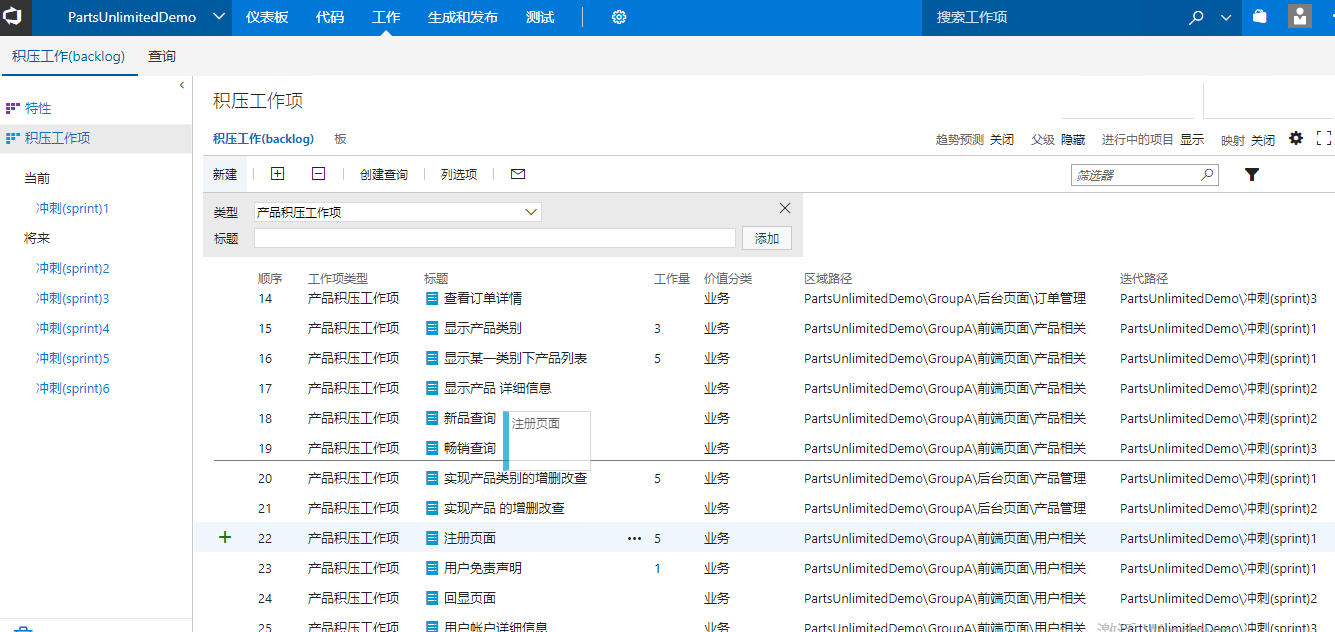 PartsUnlimitedDemo 仪表板 代码 工作 生成和发布 测试 搜索工作项
积压工作(backlog) 查询
特性
积压工作项
当前
冲刺(sprint)1
将来
冲刺(sprint)2
冲刺(sprint)3
冲刺(sprint)4
冲刺(sprint)5
冲刺(sprint)6
积压工作项
积压工作(backlog) 板 趋势预测 关闭 父级 隐藏 进行中的项目 显示 映射 关闭
新建 创建查询 列选项 筛选器
类型 产品积压工作项
标题 添加
顺序 工作项类型 标题 工作量 价值分类 区域路径 迭代路径
14 产品积压工作项 查看订单详情 业务 PartsUnlimitedDemo\GroupA\后台页面\订单管理 PartsUnlimitedDemo\冲刺(sprint)3
15 产品积压工作项 显示产品类别 3 业务 PartsUnlimitedDemo\GroupA\前端页面\产品相关 PartsUnlimitedDemo\冲刺(sprint)1
16 产品积压工作项 显示某一类别下产品列表 5 业务 PartsUnlimitedDemo\GroupA\前端页面\产品相关 PartsUnlimitedDemo\冲刺(sprint)1
17 产品积压工作项 显示产品 详细信息 业务 PartsUnlimitedDemo\GroupA\前端页面\产品相关 PartsUnlimitedDemo\冲刺(sprint)2
18 产品积压工作项 新品查询 业务 PartsUnlimitedDemo\GroupA\前端页面\产品相关 PartsUnlimitedDemo\冲刺(sprint)2
注册页面
19 产品积压工作项 畅销查询 业务 PartsUnlimitedDemo\GroupA\前端页面\产品相关 PartsUnlimitedDemo\冲刺(sprint)3
20 产品积压工作项 实现产品类别的增删改查 5 业务 PartsUnlimitedDemo\GroupA\后台页面\产品管理 PartsUnlimitedDemo\冲刺(sprint)1
21 产品积压工作项 实现产品 的增删改查 业务 PartsUnlimitedDemo\GroupA\后台页面\产品管理 PartsUnlimitedDemo\冲刺(sprint)2
22 产品积压工作项 注册页面 5 业务 PartsUnlimitedDemo\GroupA\前端页面\用户相关 PartsUnlimitedDemo\冲刺(sprint)1
23 产品积压工作项 用户免责声明 1 业务 PartsUnlimitedDemo\GroupA\前端页面\用户相关 PartsUnlimitedDemo\冲刺(sprint)1
24 产品积压工作项 回显页面 业务 PartsUnlimitedDemo\GroupA\前端页面\用户相关 PartsUnlimitedDemo\冲刺(sprint)2
25 产品积压工作项 用户帐户详细信息 业务 PartsUnlimitedDemo\GroupA\前端页面\用户相关 PartsUnlimitedDemo\冲刺(sprint)3